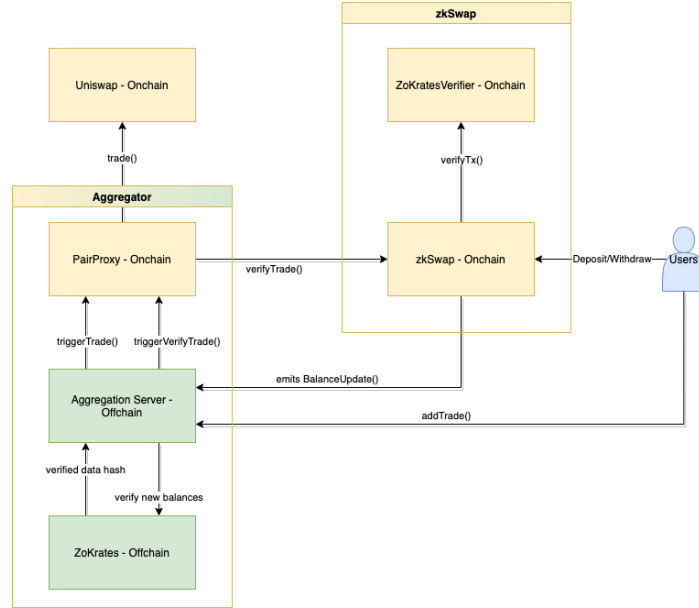 zkSwap
Uniswap - Onchain
ZoKratesVerifier - Onchain
trade()
verifyTx()
Aggregator
PairProxy - Onchain
verifyTrade()
zkSwap - Onchain
Deposit/Withdraw
Users
triggerTrade()
triggerVerifyTrade()
emits BalanceUpdate()
Aggregation Server -
Offchain
addTrade()
verified data hash
verify new balances
ZoKrates - Offchain